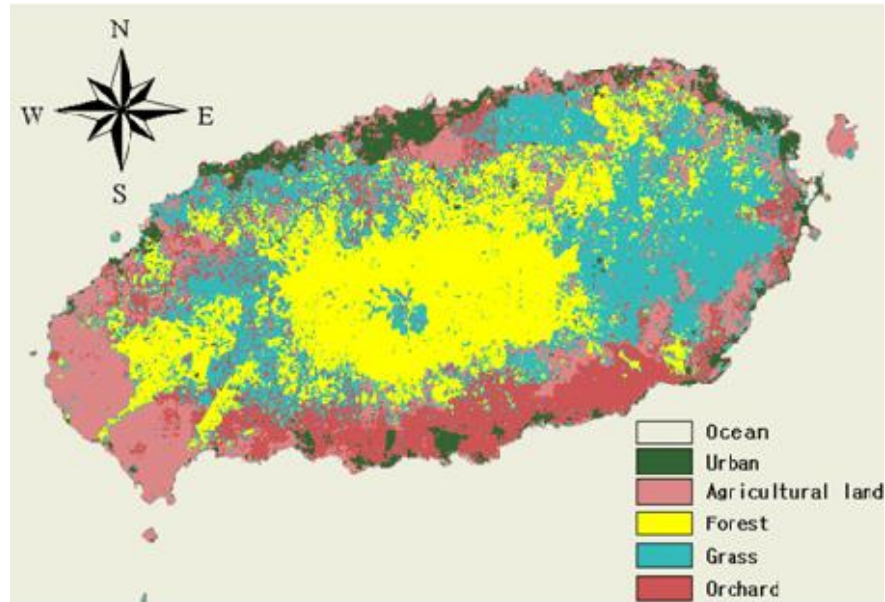 N
W E
S
Ocean
Urban
Agricultural land
Forest
Grass
Orchard